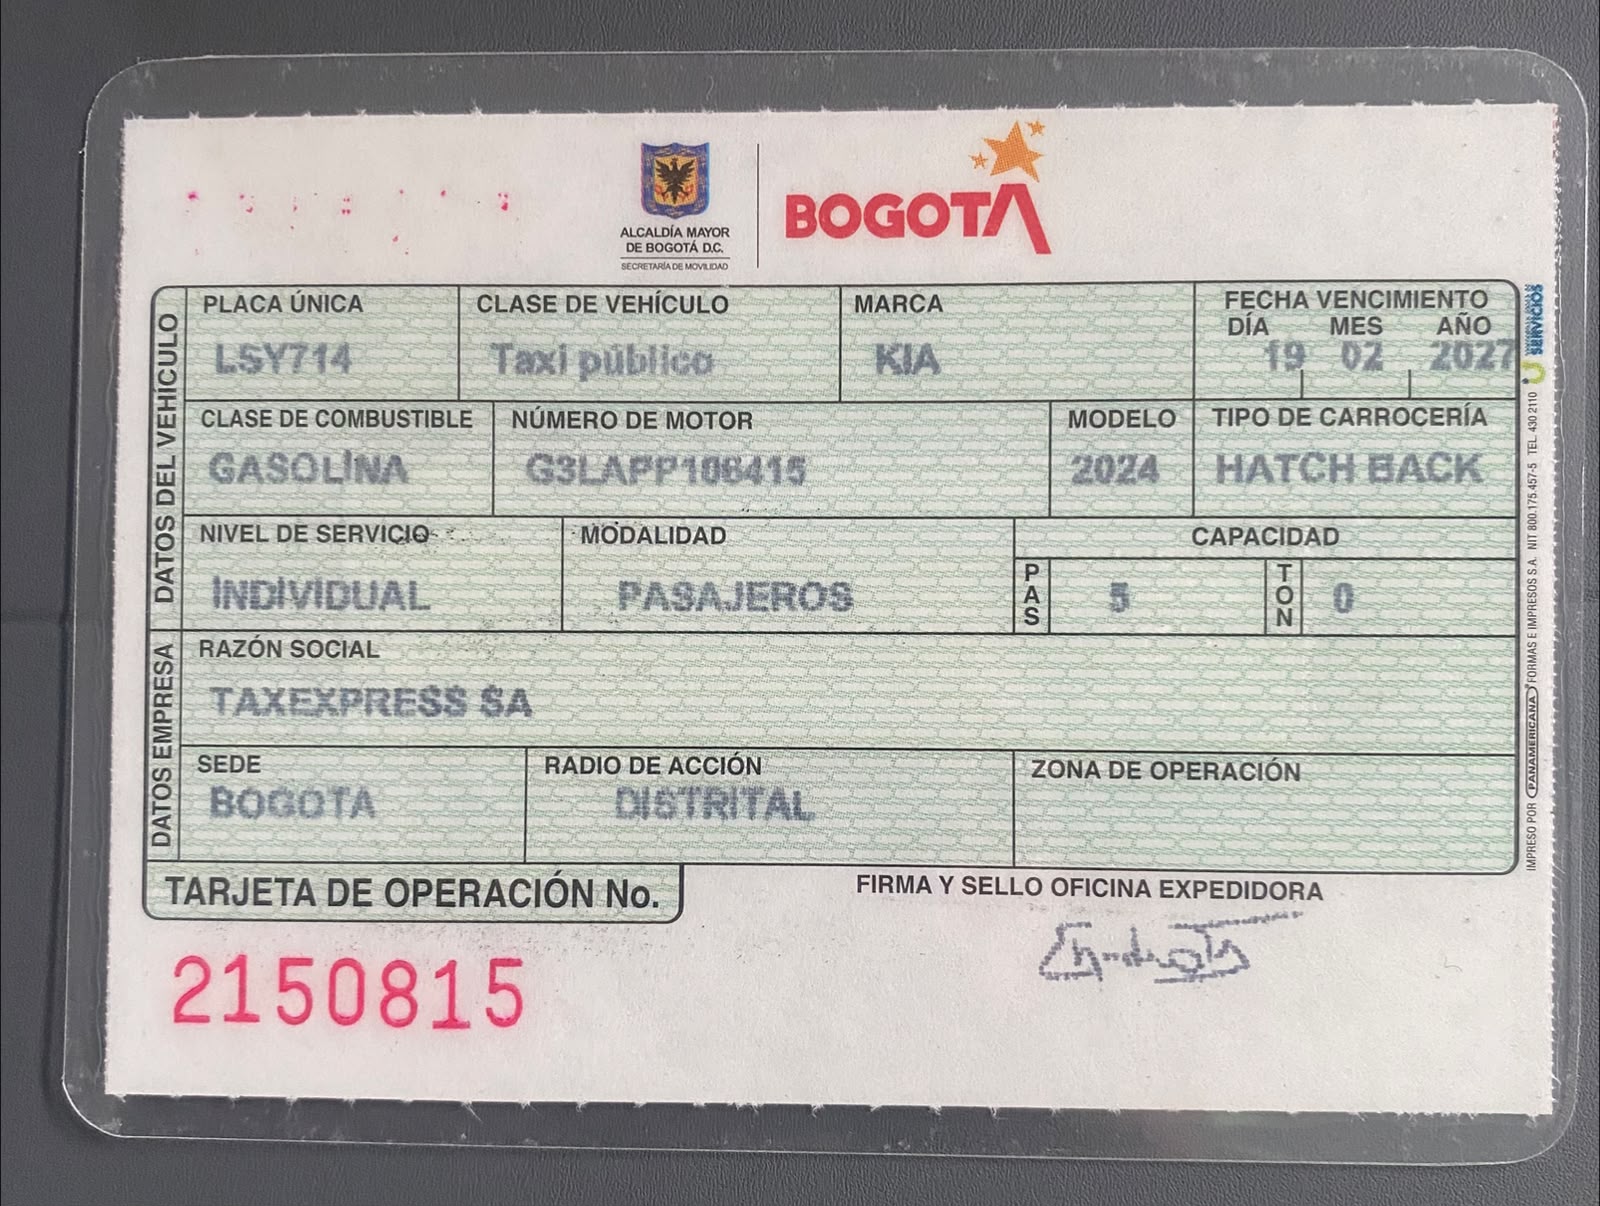 ALCALDÍA MAYOR
DE BOGOTÁ D.C.
SECRETARÍA DE MOVILIDAD
BOGOTÁ
DATOS DEL VEHICULO
PLACA ÚNICA
LSY714
CLASE DE VEHÍCULO
Taxi público
MARCA
KIA
FECHA VENCIMIENTO
DÍA MES AÑO
19 02 2027
CLASE DE COMBUSTIBLE
GASOLINA
NÚMERO DE MOTOR
G3LAPP106415
MODELO
2024
TIPO DE CARROCERÍA
HATCH BACK
NIVEL DE SERVICIO
INDIVIDUAL
MODALIDAD
PASAJEROS
CAPACIDAD
PAS
5
TON
0
DATOS EMPRESA
RAZÓN SOCIAL
TAXEXPRESS SA
SEDE
BOGOTA
RADIO DE ACCIÓN
DISTRITAL
ZONA DE OPERACIÓN
TARJETA DE OPERACIÓN No.
2150815
FIRMA Y SELLO OFICINA EXPEDIDORA
IMPRESO POR PANAMERICANA FORMAS E IMPRESOS S.A. NIT 800.175.457-5 TEL. 430 2110
SERVICIOS